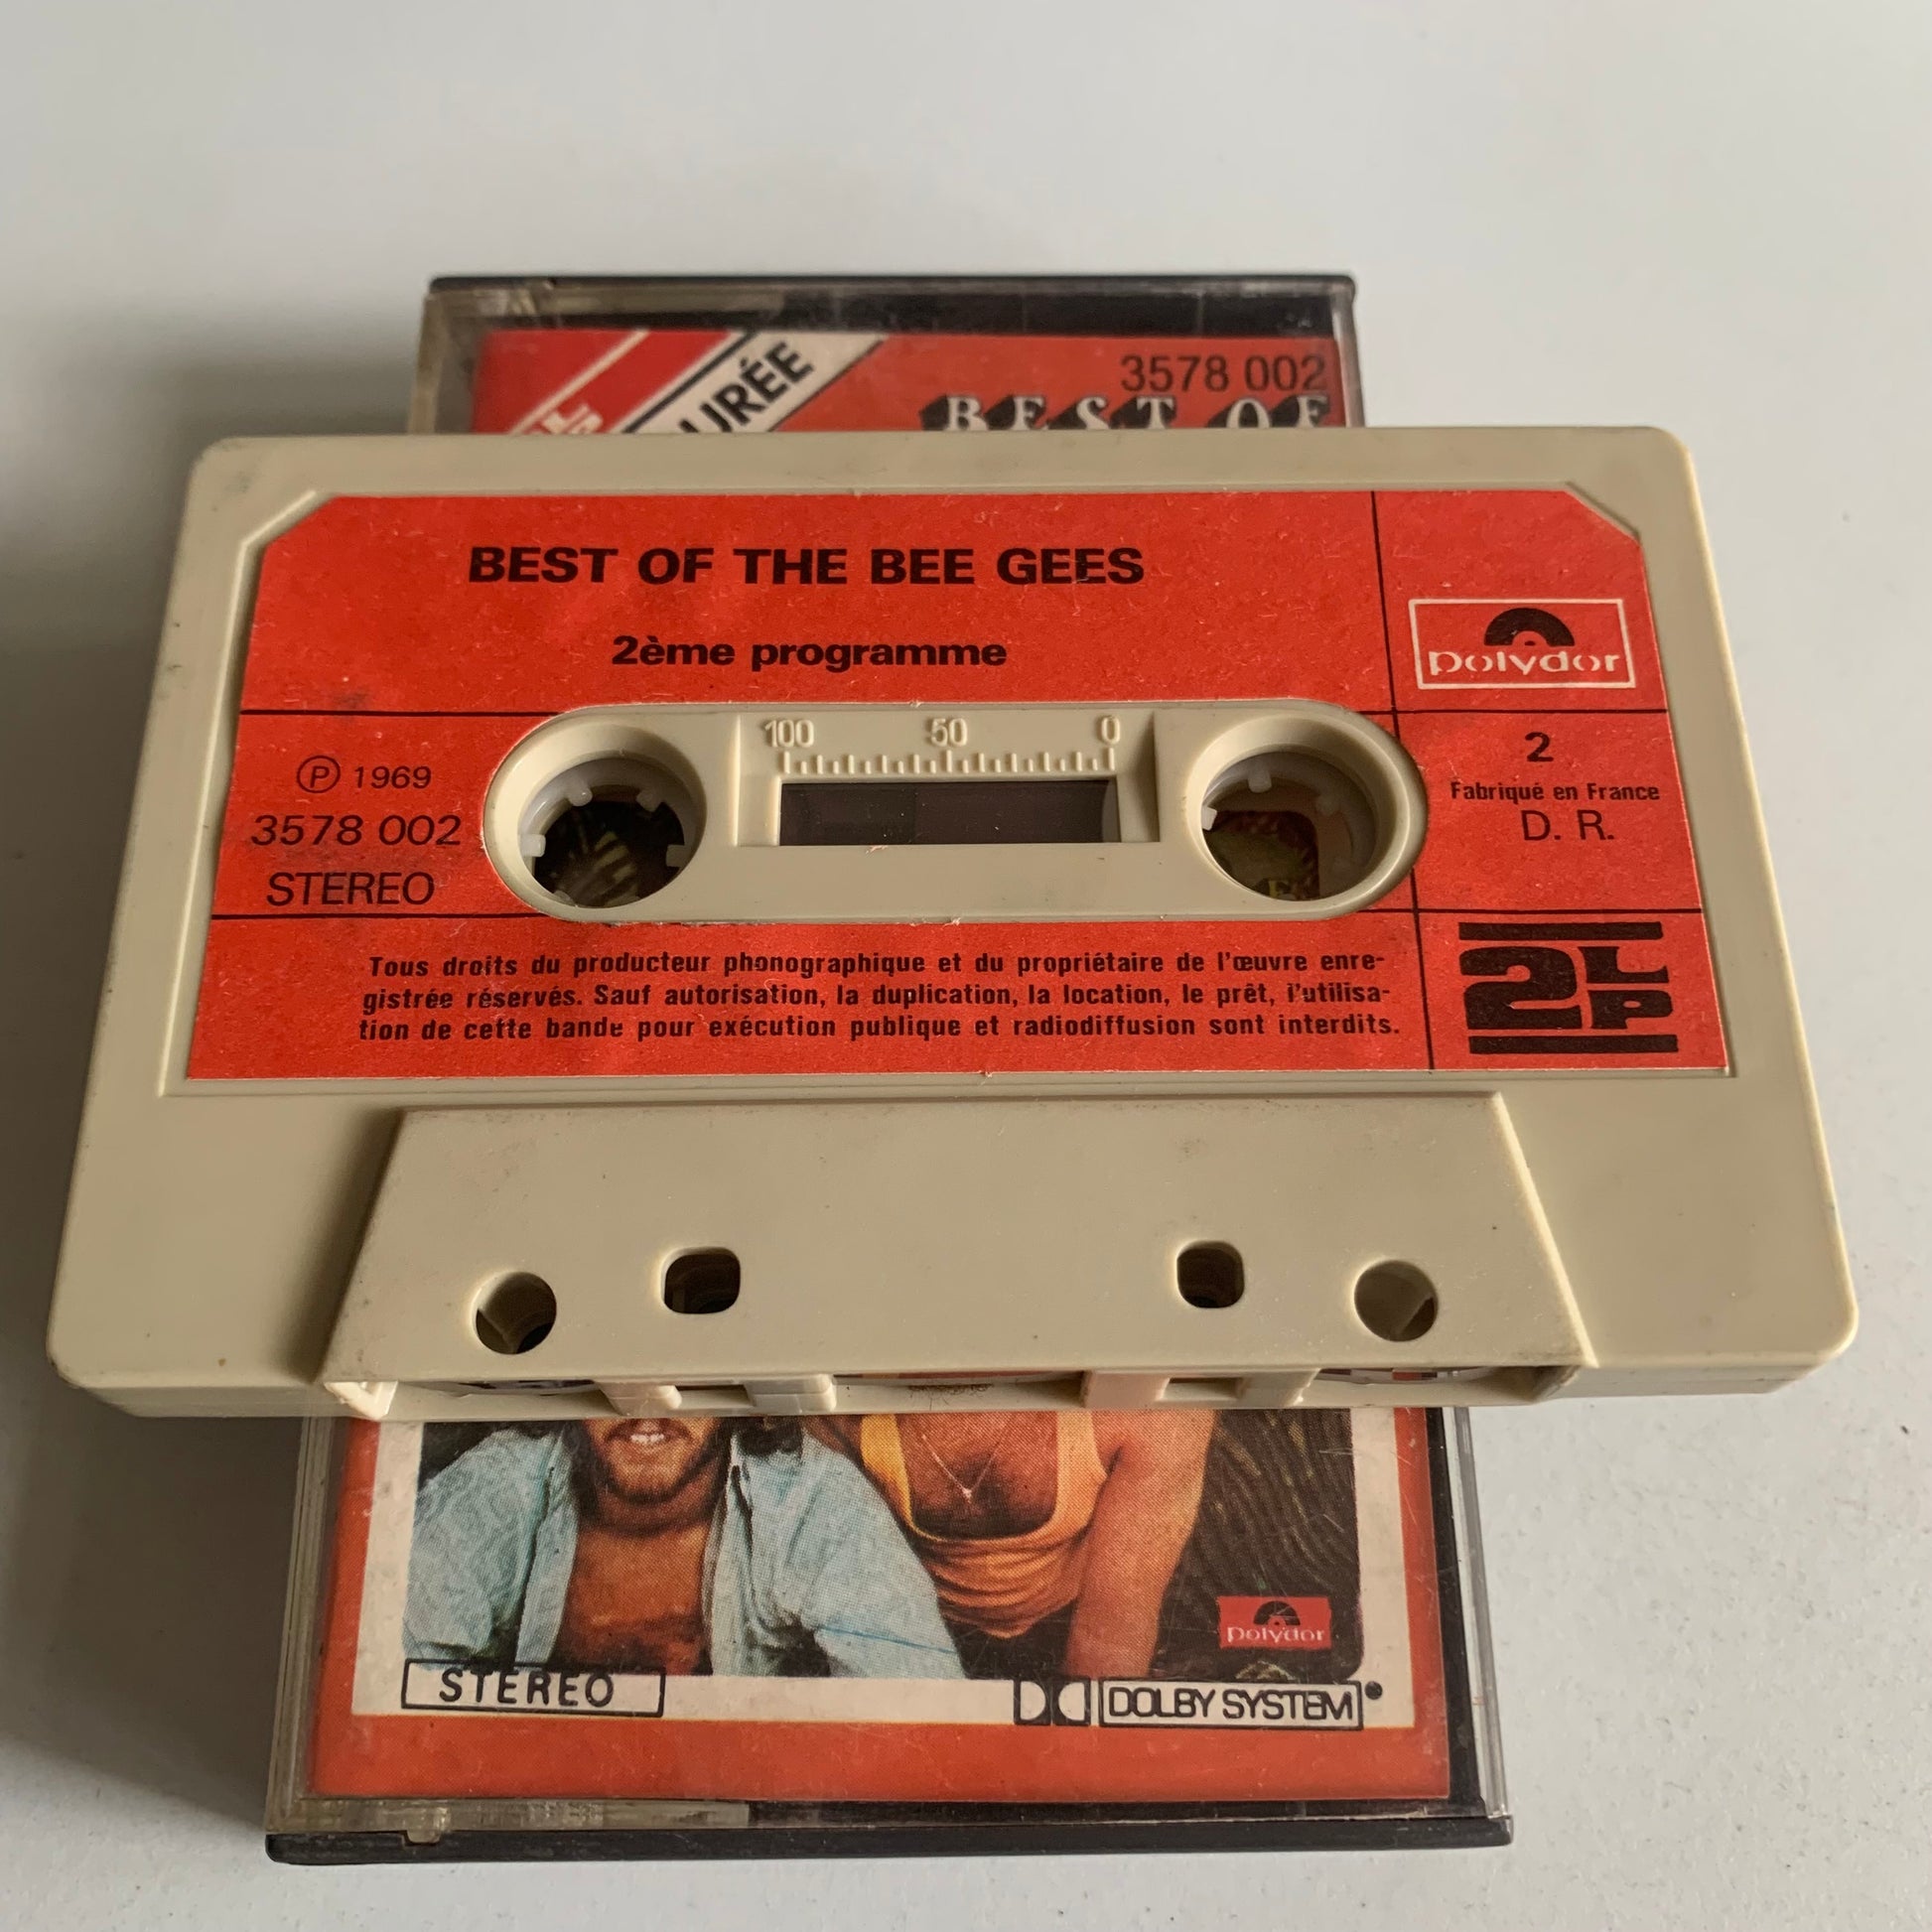 3578 002
BEST OF
BEST OF THE BEE GEES
2ème programme
polydor
100 50 0
Ⓟ 1969
3578 002
STEREO
2
Fabriqué en France
D. R.
Tous droits du producteur phonographique et du propriétaire de l'œuvre enre-
gistrée réservés. Sauf autorisation, la duplication, la location, le prêt, l'utilisa-
tion de cette bande pour exécution publique et radiodiffusion sont interdits.
2LP
polydor
STEREO
DOLBY SYSTEM